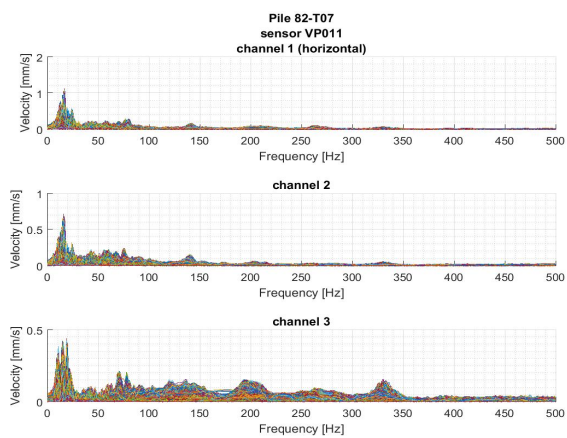 Pile 82-T07
sensor VP011
channel 1 (horizontal)
2
1
0
Velocity [mm/s]
0 50 100 150 200 250 300 350 400 450 500
Frequency [Hz]
channel 2
1
0.5
0
Velocity [mm/s]
0 50 100 150 200 250 300 350 400 450 500
Frequency [Hz]
channel 3
0.5
0
Velocity [mm/s]
0 50 100 150 200 250 300 350 400 450 500
Frequency [Hz]